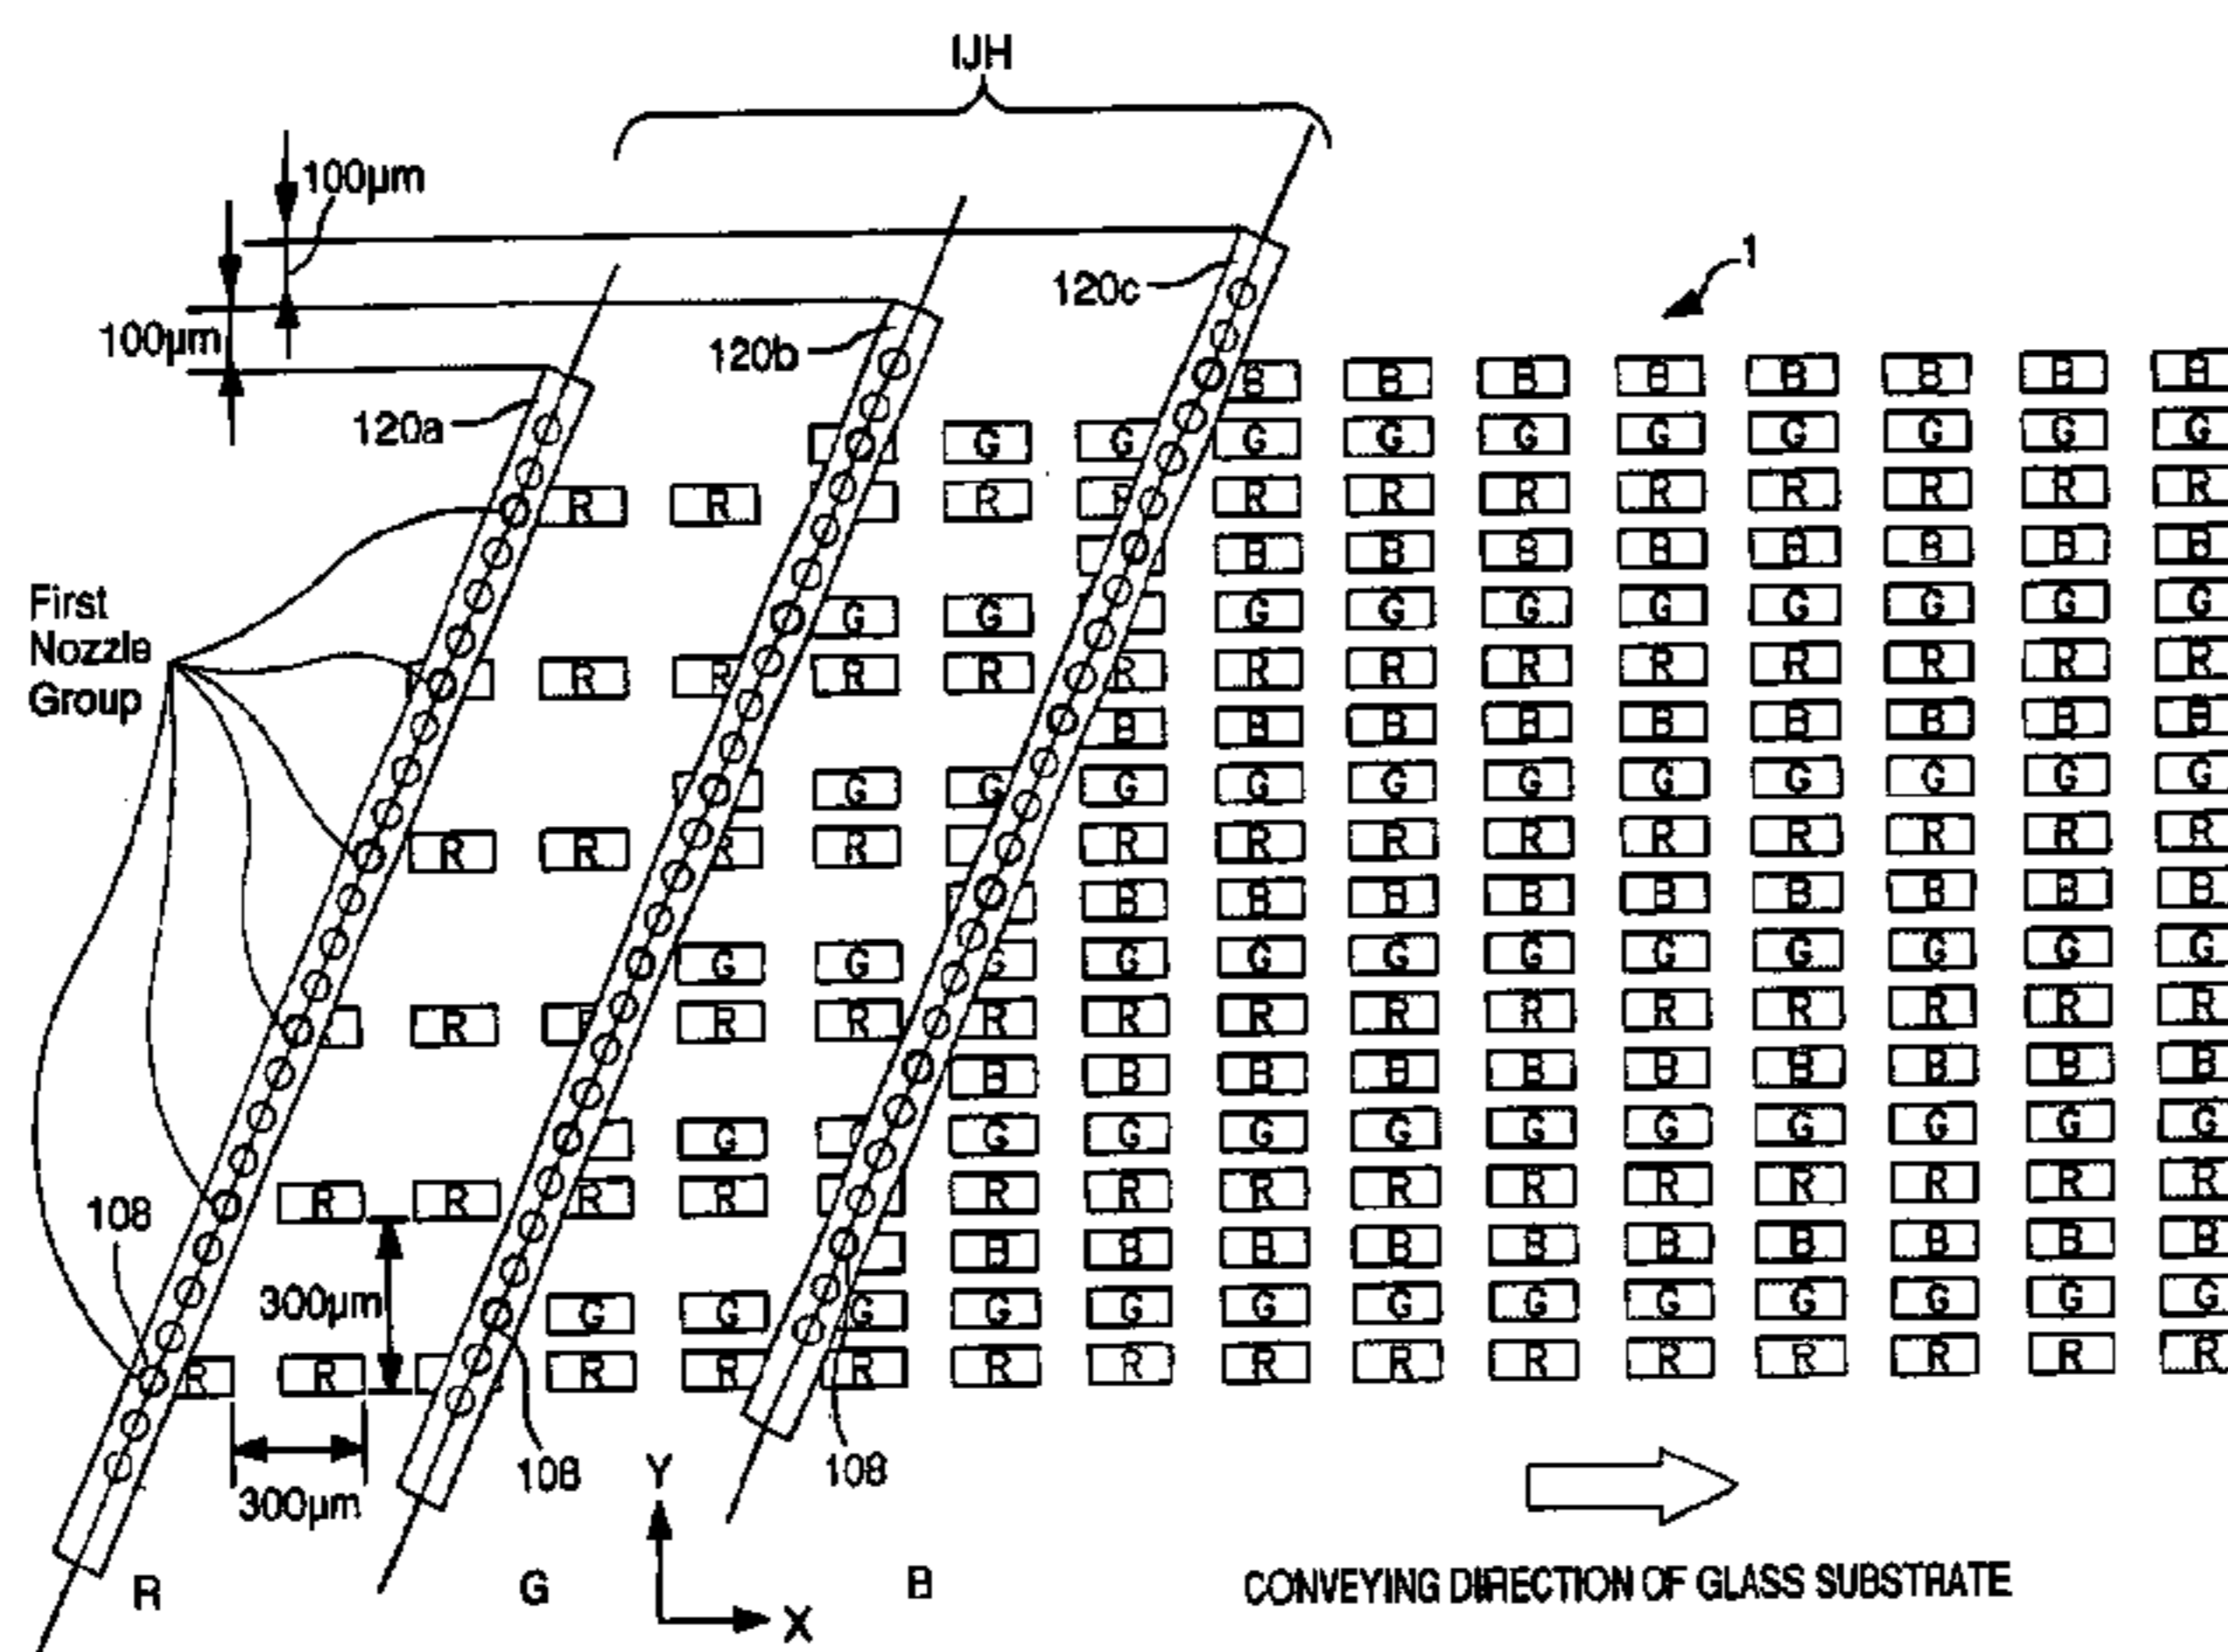 IJH
100μm
100μm
120c
1
120b
120a
B B B B B B B B
G G G G G G G G G G
R R R R R R R R R R R R
B B B B B B B B
First
Nozzle
Group
G G G G G G G G G G
R R R R R R R R R R R R R
B B B B B B B B B
G G G G G G G G G G G
R R R R R R R R R R R R R
B B B B B B B B B
G G G G G G G G G G G G
R R R R R R R R R R R R R R
B B B B B B B B B B
G G G G G G G G G G G
108
R R R R R R R R R R R R R R
B B B B B B B B B B
300μm
G G G G G G G G G G G G G
R R R R R R R R R R R R R R R
300μm
108
108
Y
X
R
G
B
CONVEYING DIRECTION OF GLASS SUBSTRATE